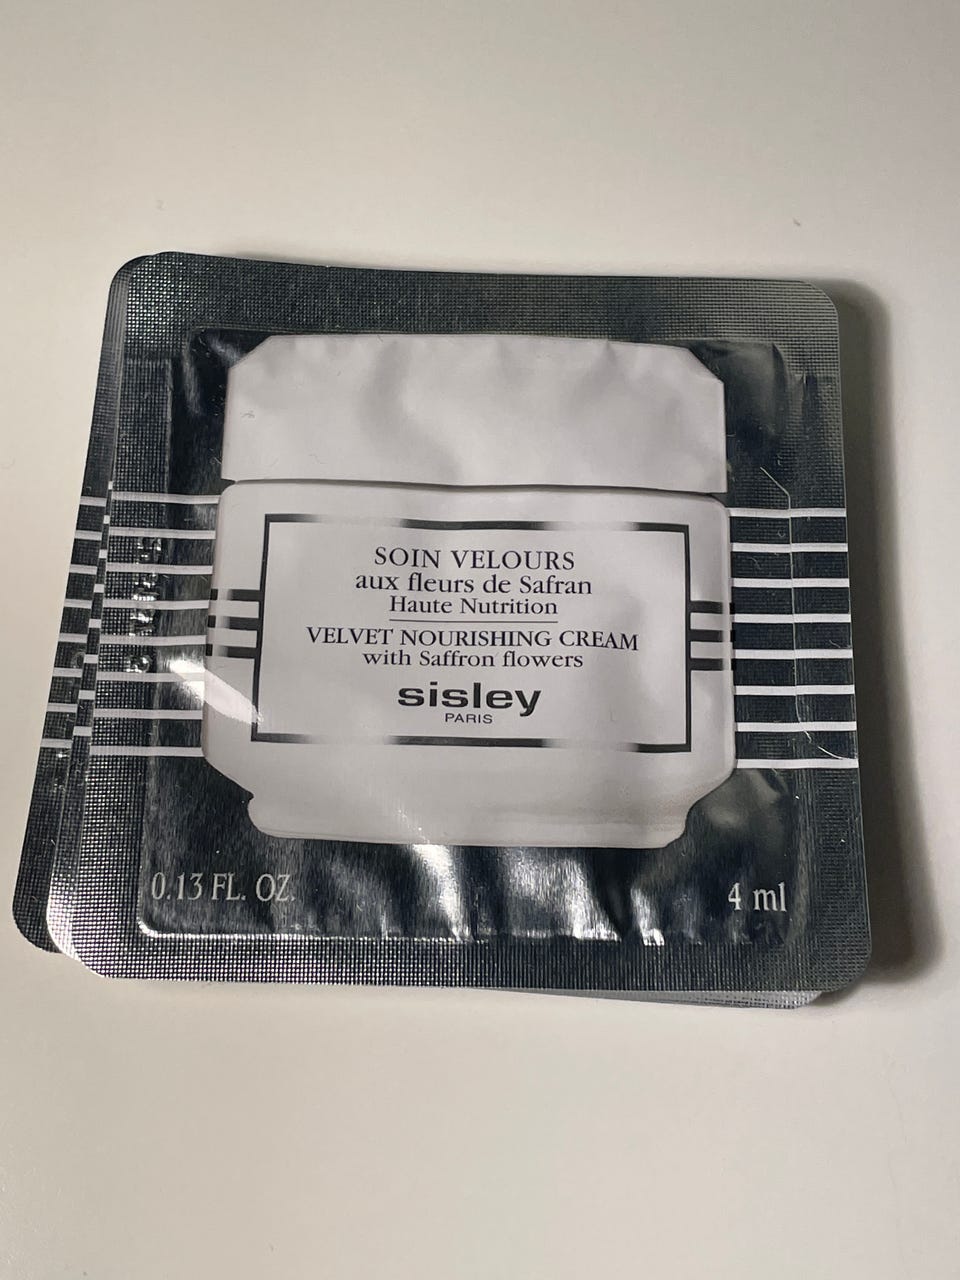 SOIN VELOURS
aux fleurs de Safran
Haute Nutrition
VELVET NOURISHING CREAM
with Saffron flowers
sisley
PARIS
0.13 FL. OZ.
4 ml